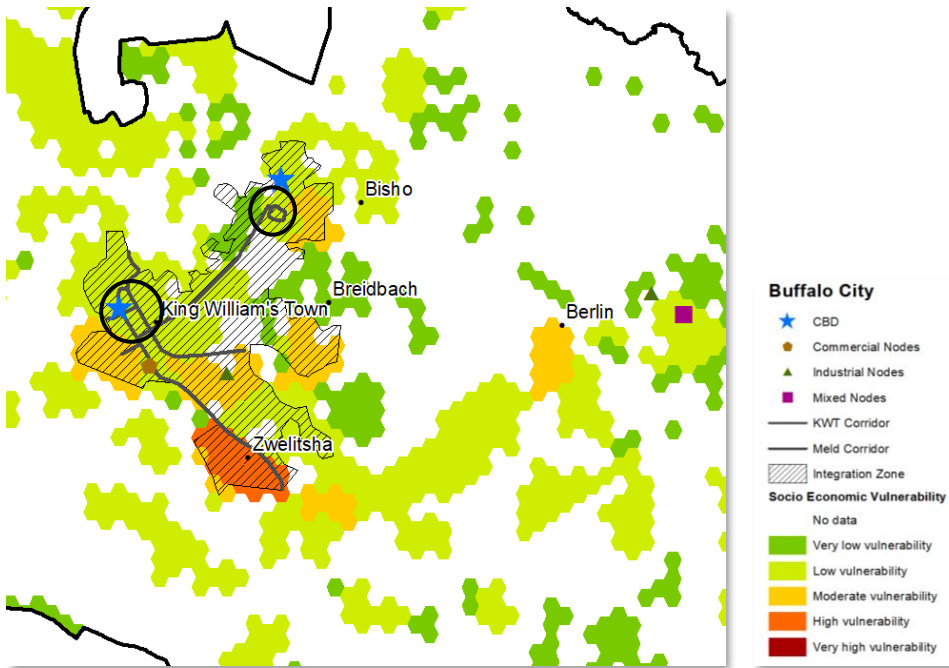 Bisho
Breidbach
King William's Town
Berlin
Zwelitsha
Buffalo City
CBD
Commercial Nodes
Industrial Nodes
Mixed Nodes
KWT Corridor
Meld Corridor
Integration Zone
Socio Economic Vulnerability
No data
Very low vulnerability
Low vulnerability
Moderate vulnerability
High vulnerability
Very high vulnerability